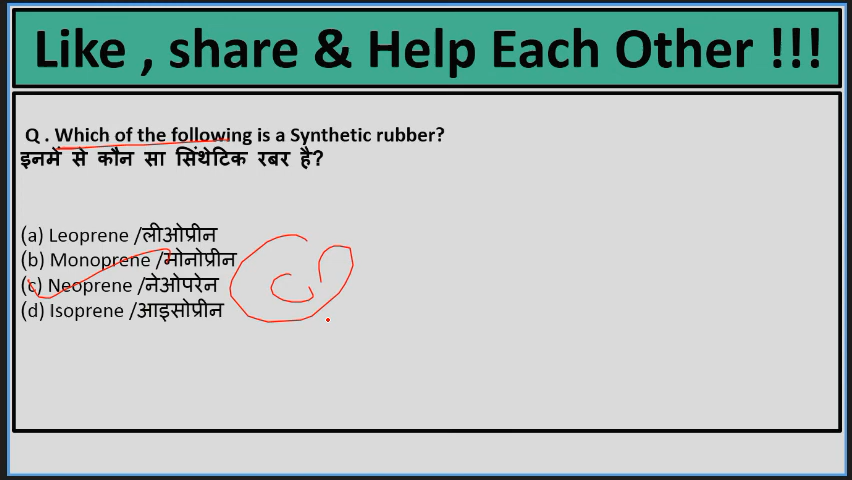 Like , share & Help Each Other !!!
Q . Which of the following is a Synthetic rubber?
इनमें से कौन सा सिंथेटिक रबर है?
(a) Leoprene /लीओप्रीन
(b) Monoprene /मोनोप्रीन
(c) Neoprene /नेओपरेन
(d) Isoprene /आइसोप्रीन